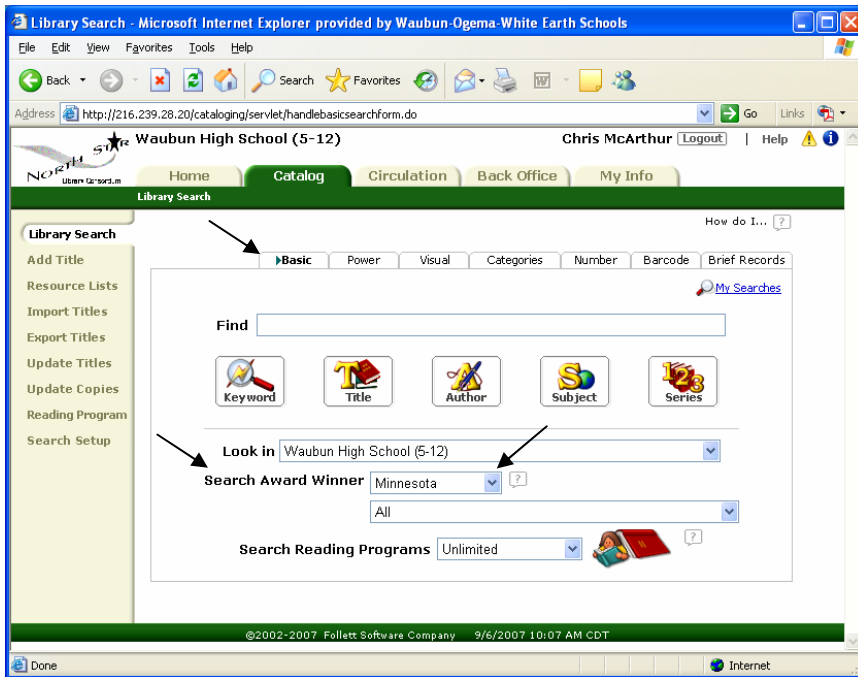 Library Search - Microsoft Internet Explorer provided by Waubun-Ogema-White Earth Schools
File Edit View Favorites Tools Help
Back Search Favorites
Address http://216.239.28.20/cataloging/servlet/handlebasicsearchform.do Go Links
NORTH STAR
Library Consortium
Waubun High School (5-12) Chris McArthur Logout | Help
Home Catalog Circulation Back Office My Info
Library Search
How do I... ?
Library Search
Add Title
Resource Lists
Import Titles
Export Titles
Update Titles
Update Copies
Reading Program
Search Setup
Basic Power Visual Categories Number Barcode Brief Records
My Searches
Find
Keyword Title Author Subject Series
Look in Waubun High School (5-12)
Search Award Winner Minnesota ?
All
Search Reading Programs Unlimited ?
©2002-2007 Follett Software Company 9/6/2007 10:07 AM CDT
Done Internet